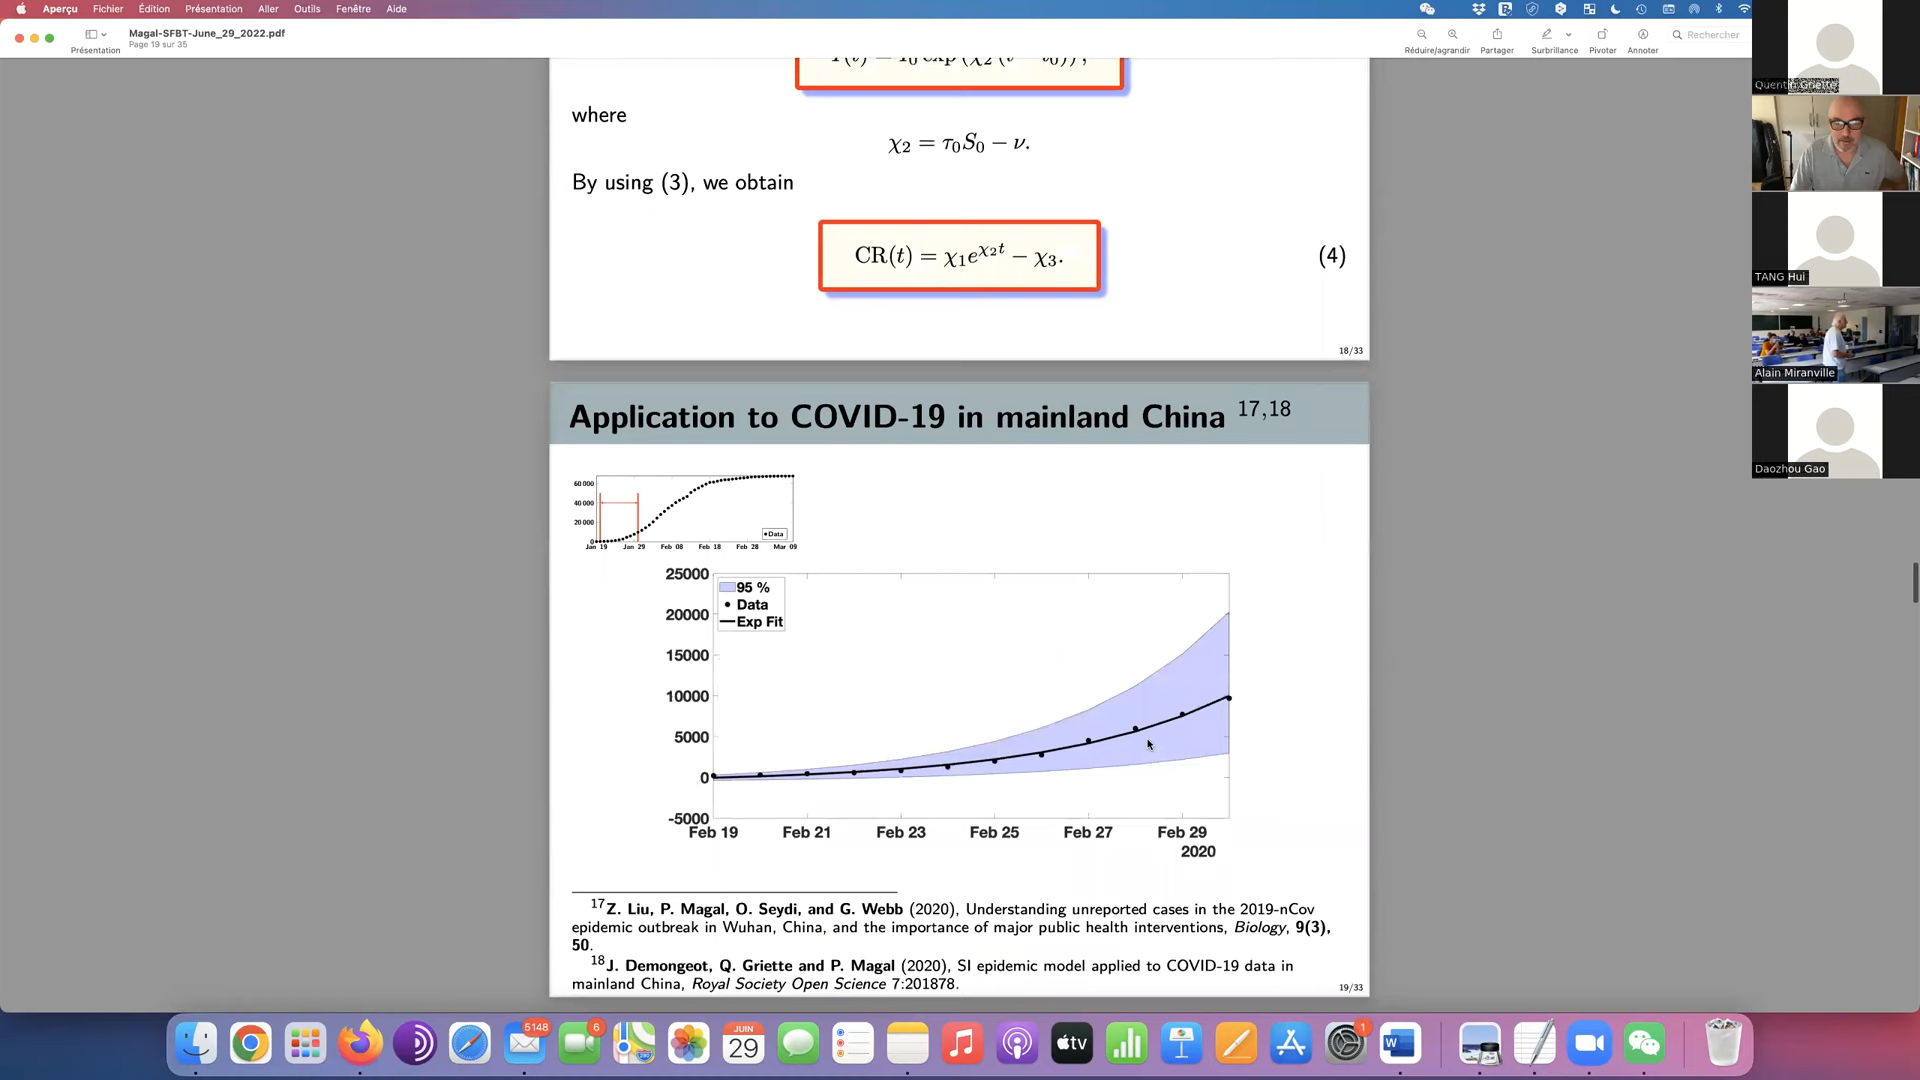 Aperçu Fichier Édition Présentation Aller Outils Fenêtre Aide
Magal-SFBT-June_29_2022.pdf
Page 19 sur 35
Présentation
Réduire/agrandir Partager Surbrillance Pivoter Annoter
Rechercher
where
χ2 = τ0S0 − ν.
By using (3), we obtain
CR(t) = χ1e^χ2t − χ3.
(4)
18/33
Application to COVID-19 in mainland China 17,18
60 000
40 000
20 000
0
Data
Jan 19 Jan 29 Feb 08 Feb 18 Feb 28 Mar 09
25000
20000
15000
10000
5000
0
-5000
95 %
Data
Exp Fit
Feb 19 Feb 21 Feb 23 Feb 25 Feb 27 Feb 29
2020
17Z. Liu, P. Magal, O. Seydi, and G. Webb (2020), Understanding unreported cases in the 2019-nCov
epidemic outbreak in Wuhan, China, and the importance of major public health interventions, Biology, 9(3),
50.
18J. Demongeot, Q. Griette and P. Magal (2020), SI epidemic model applied to COVID-19 data in
mainland China, Royal Society Open Science 7:201878.
19/33
Quentin Griette
TANG Hui
Alain Miranville
Daozhou Gao
5148
6
JUIN
29
tv
1
W